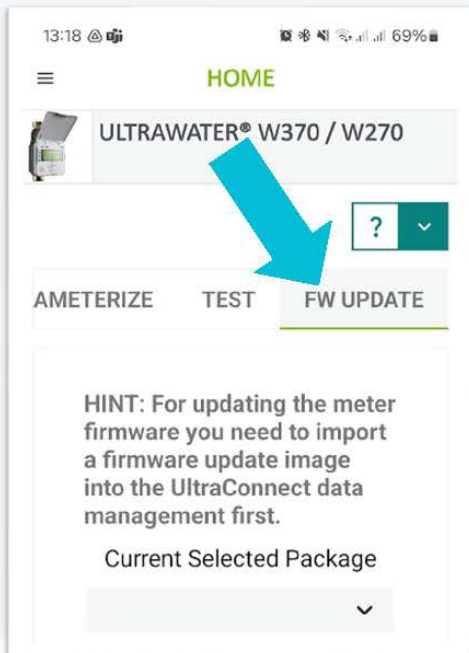 13:18
69%
HOME
ULTRAWATER® W370 / W270
?
AMETERIZE TEST FW UPDATE
HINT: For updating the meter
firmware you need to import
a firmware update image
into the UltraConnect data
management first.
Current Selected Package